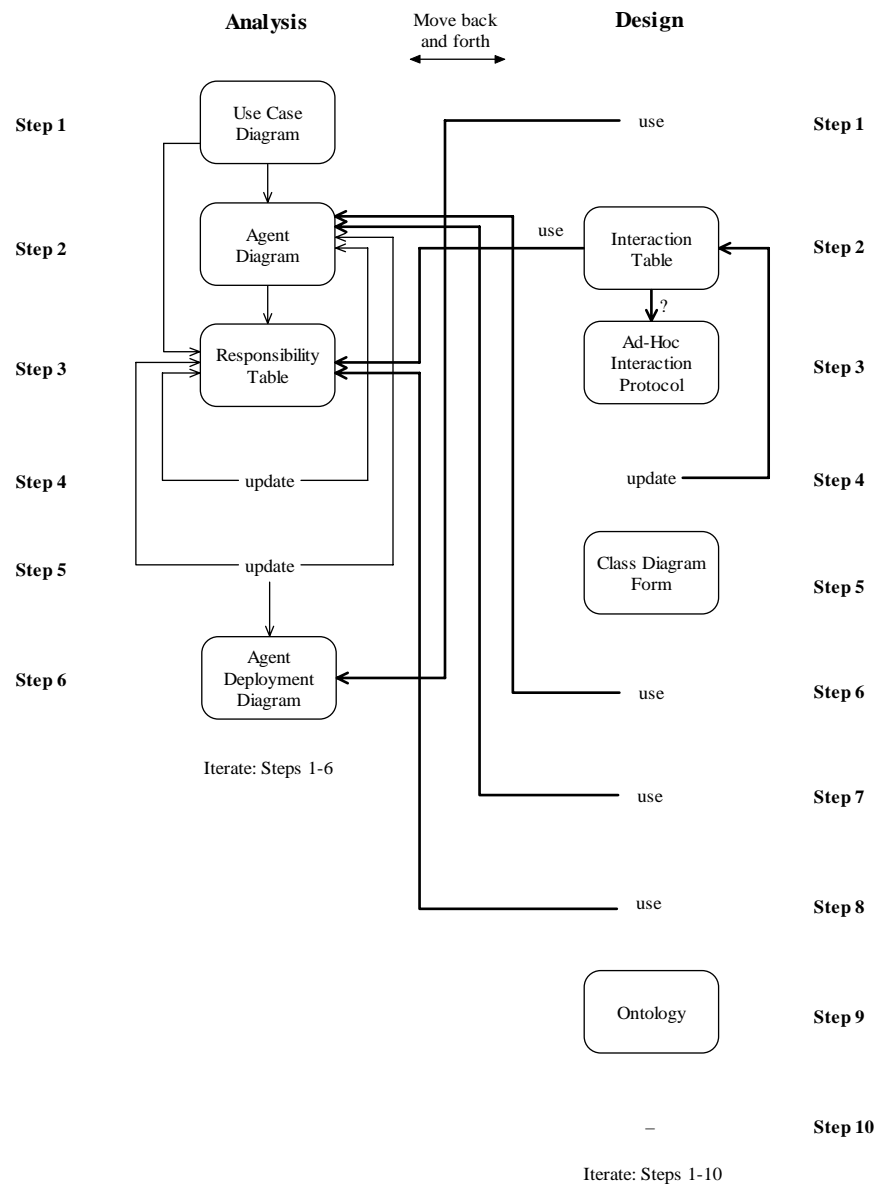 Analysis
Move back
and forth
Design
Step 1
Use Case
Diagram
use
Step 1
Step 2
Agent
Diagram
use
Interaction
Table
Step 2
?
Step 3
Responsibility
Table
Ad-Hoc
Interaction
Protocol
Step 3
Step 4
update
update
Step 4
Step 5
update
Class Diagram
Form
Step 5
Step 6
Agent
Deployment
Diagram
use
Step 6
Iterate: Steps 1-6
use
Step 7
use
Step 8
Ontology
Step 9
–
Step 10
Iterate: Steps 1-10